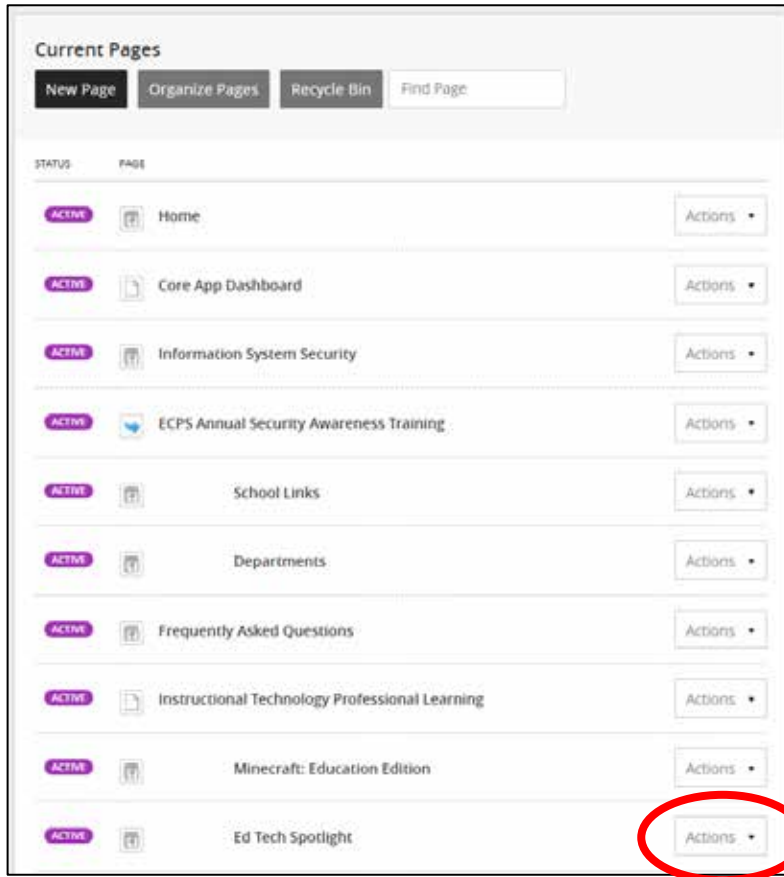 Current Pages
New Page Organize Pages Recycle Bin Find Page
STATUS PAGE
ACTIVE Home Actions
ACTIVE Core App Dashboard Actions
ACTIVE Information System Security Actions
ACTIVE ECPS Annual Security Awareness Training Actions
ACTIVE School Links Actions
ACTIVE Departments Actions
ACTIVE Frequently Asked Questions Actions
ACTIVE Instructional Technology Professional Learning Actions
ACTIVE Minecraft: Education Edition Actions
ACTIVE Ed Tech Spotlight Actions